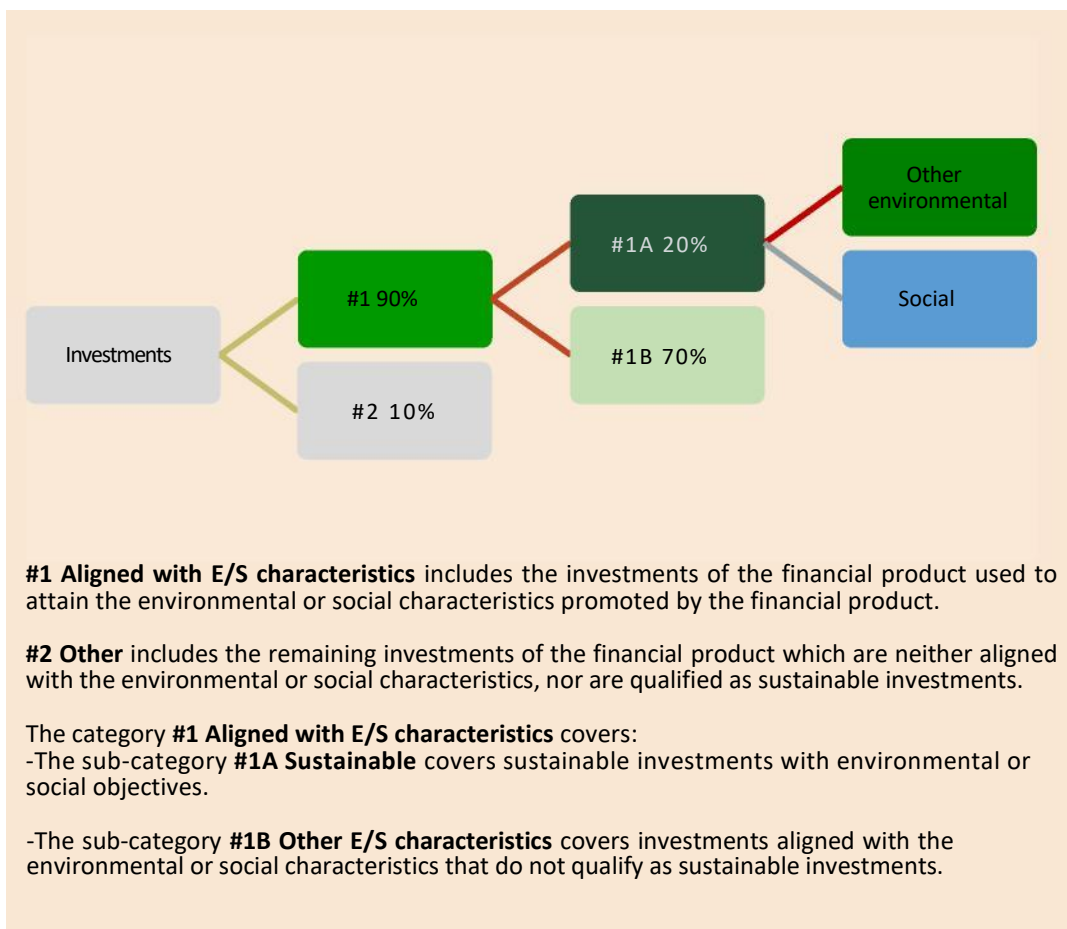 Other
environmental
#1A 20%
#1 90%
Social
Investments
#1B 70%
#2 10%
#1 Aligned with E/S characteristics includes the investments of the financial product used to
attain the environmental or social characteristics promoted by the financial product.
#2 Other includes the remaining investments of the financial product which are neither aligned
with the environmental or social characteristics, nor are qualified as sustainable investments.
The category #1 Aligned with E/S characteristics covers:
-The sub-category #1A Sustainable covers sustainable investments with environmental or
social objectives.
-The sub-category #1B Other E/S characteristics covers investments aligned with the
environmental or social characteristics that do not qualify as sustainable investments.